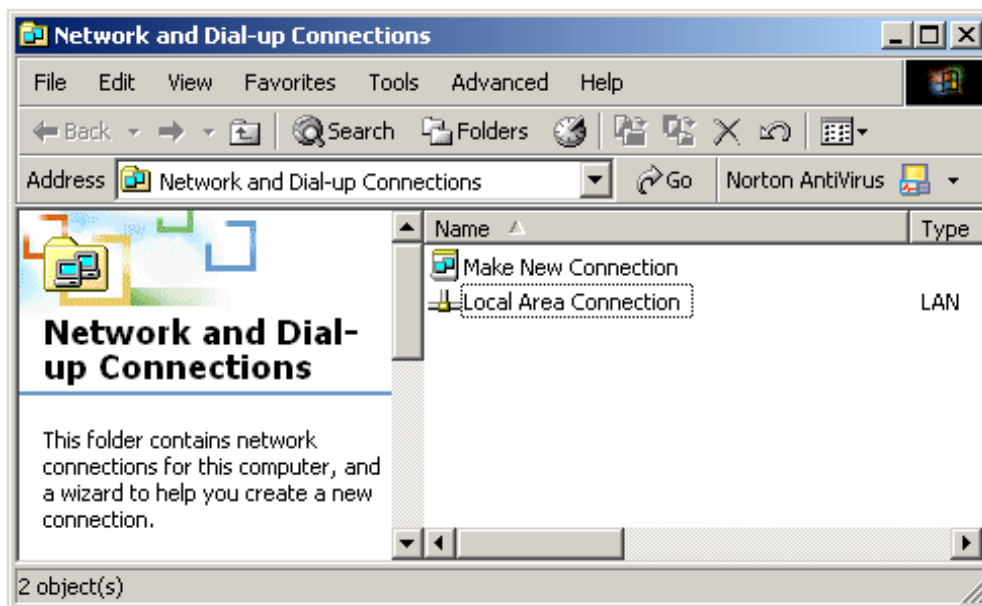 Network and Dial-up Connections
File Edit View Favorites Tools Advanced Help
Back Search Folders
Address Network and Dial-up Connections Go Norton AntiVirus
Name Type
Make New Connection
Local Area Connection LAN
Network and Dial-
up Connections
This folder contains network
connections for this computer, and
a wizard to help you create a new
connection.
2 object(s)